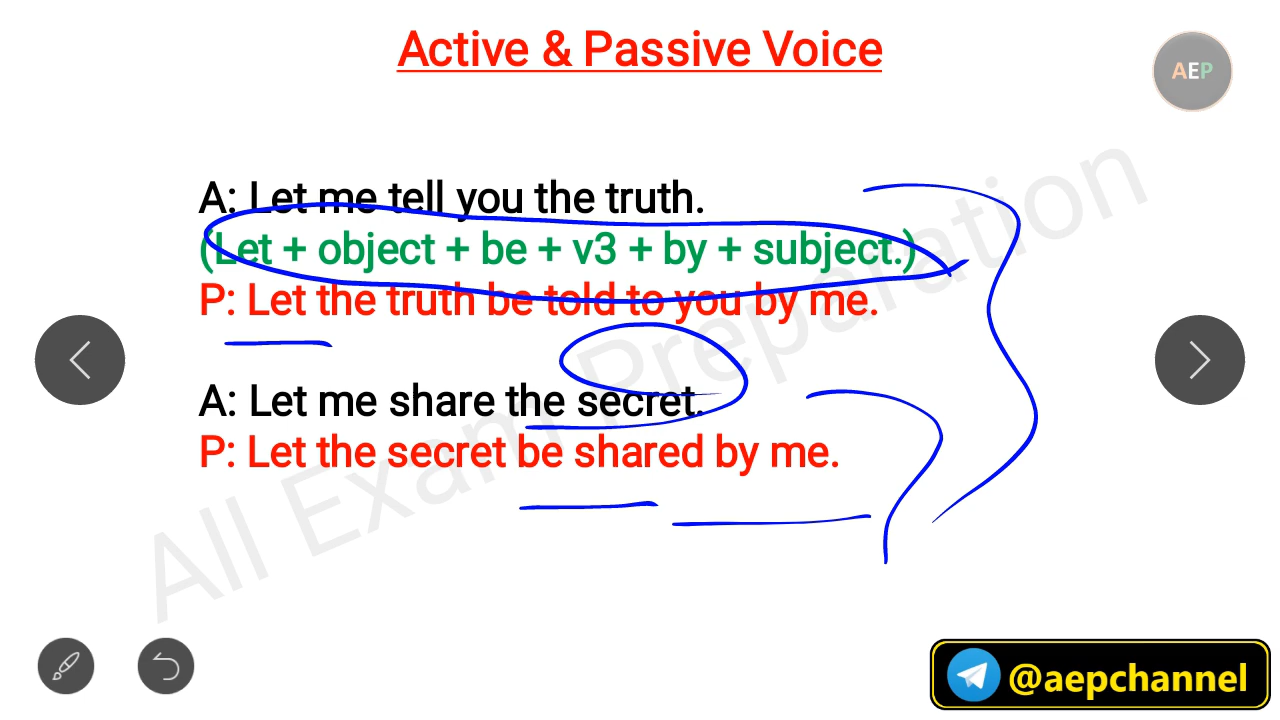 Active & Passive Voice
AEP
A: Let me tell you the truth.
(Let + object + be + v3 + by + subject.)
P: Let the truth be told to you by me.
A: Let me share the secret.
P: Let the secret be shared by me.
All Exam Preparation
@aepchannel